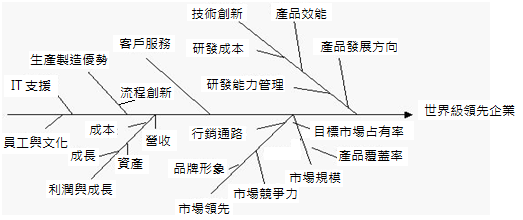 技術創新
產品效能
客戶服務
研發成本
產品發展方向
生產製造優勢
IT 支援
流程創新
研發能力管理
世界級領先企業
員工與文化
成本
營收
行銷通路
目標市場占有率
成長
資產
產品覆蓋率
品牌形象
市場規模
利潤與成長
市場競爭力
市場領先